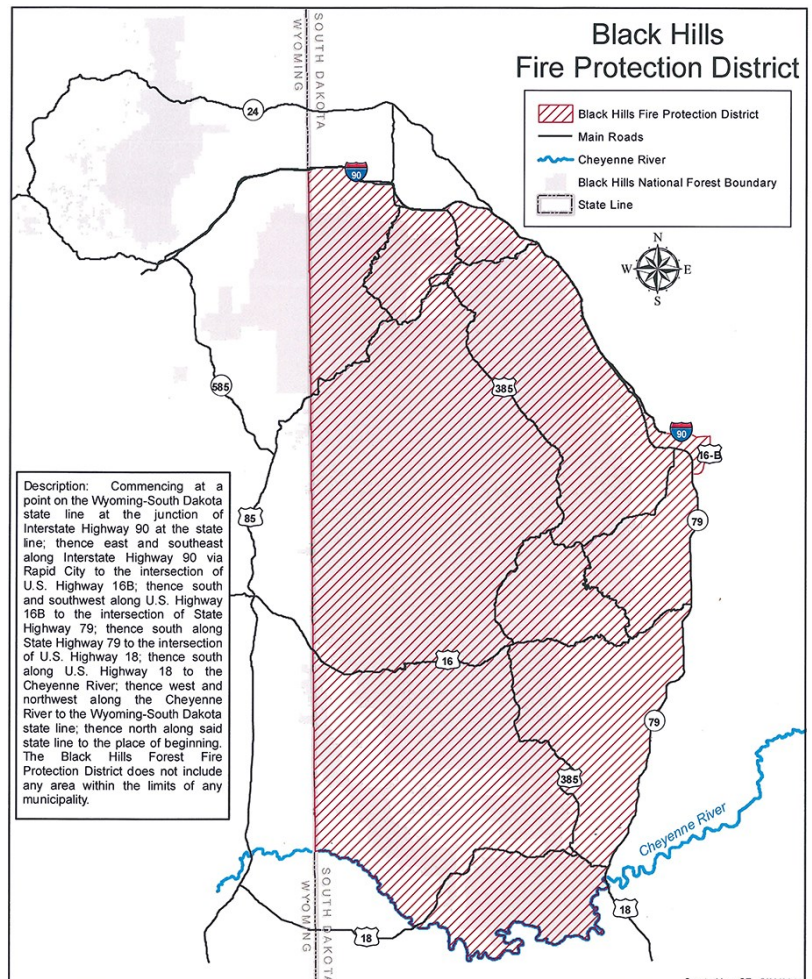 Black Hills
Fire Protection District
Black Hills Fire Protection District
Main Roads
Cheyenne River
Black Hills National Forest Boundary
State Line
SOUTH DAKOTA
WYOMING
24
90
N
W E
S
585
385
90
16-B
85
79
Description: Commencing at a
point on the Wyoming-South Dakota
state line at the junction of
Interstate Highway 90 at the state
line; thence east and southeast
along Interstate Highway 90 via
Rapid City to the intersection of
U.S. Highway 16B; thence south
and southwest along U.S. Highway
16B to the intersection of State
Highway 79; thence south along
State Highway 79 to the intersection
of U.S. Highway 18; thence south
along U.S. Highway 18 to the
Cheyenne River; thence west and
northwest along the Cheyenne
River to the Wyoming-South Dakota
state line; thence north along said
state line to the place of beginning.
The Black Hills Forest Fire
Protection District does not include
any area within the limits of any
municipality.
16
79
385
Cheyenne River
SOUTH DAKOTA
WYOMING
18
18